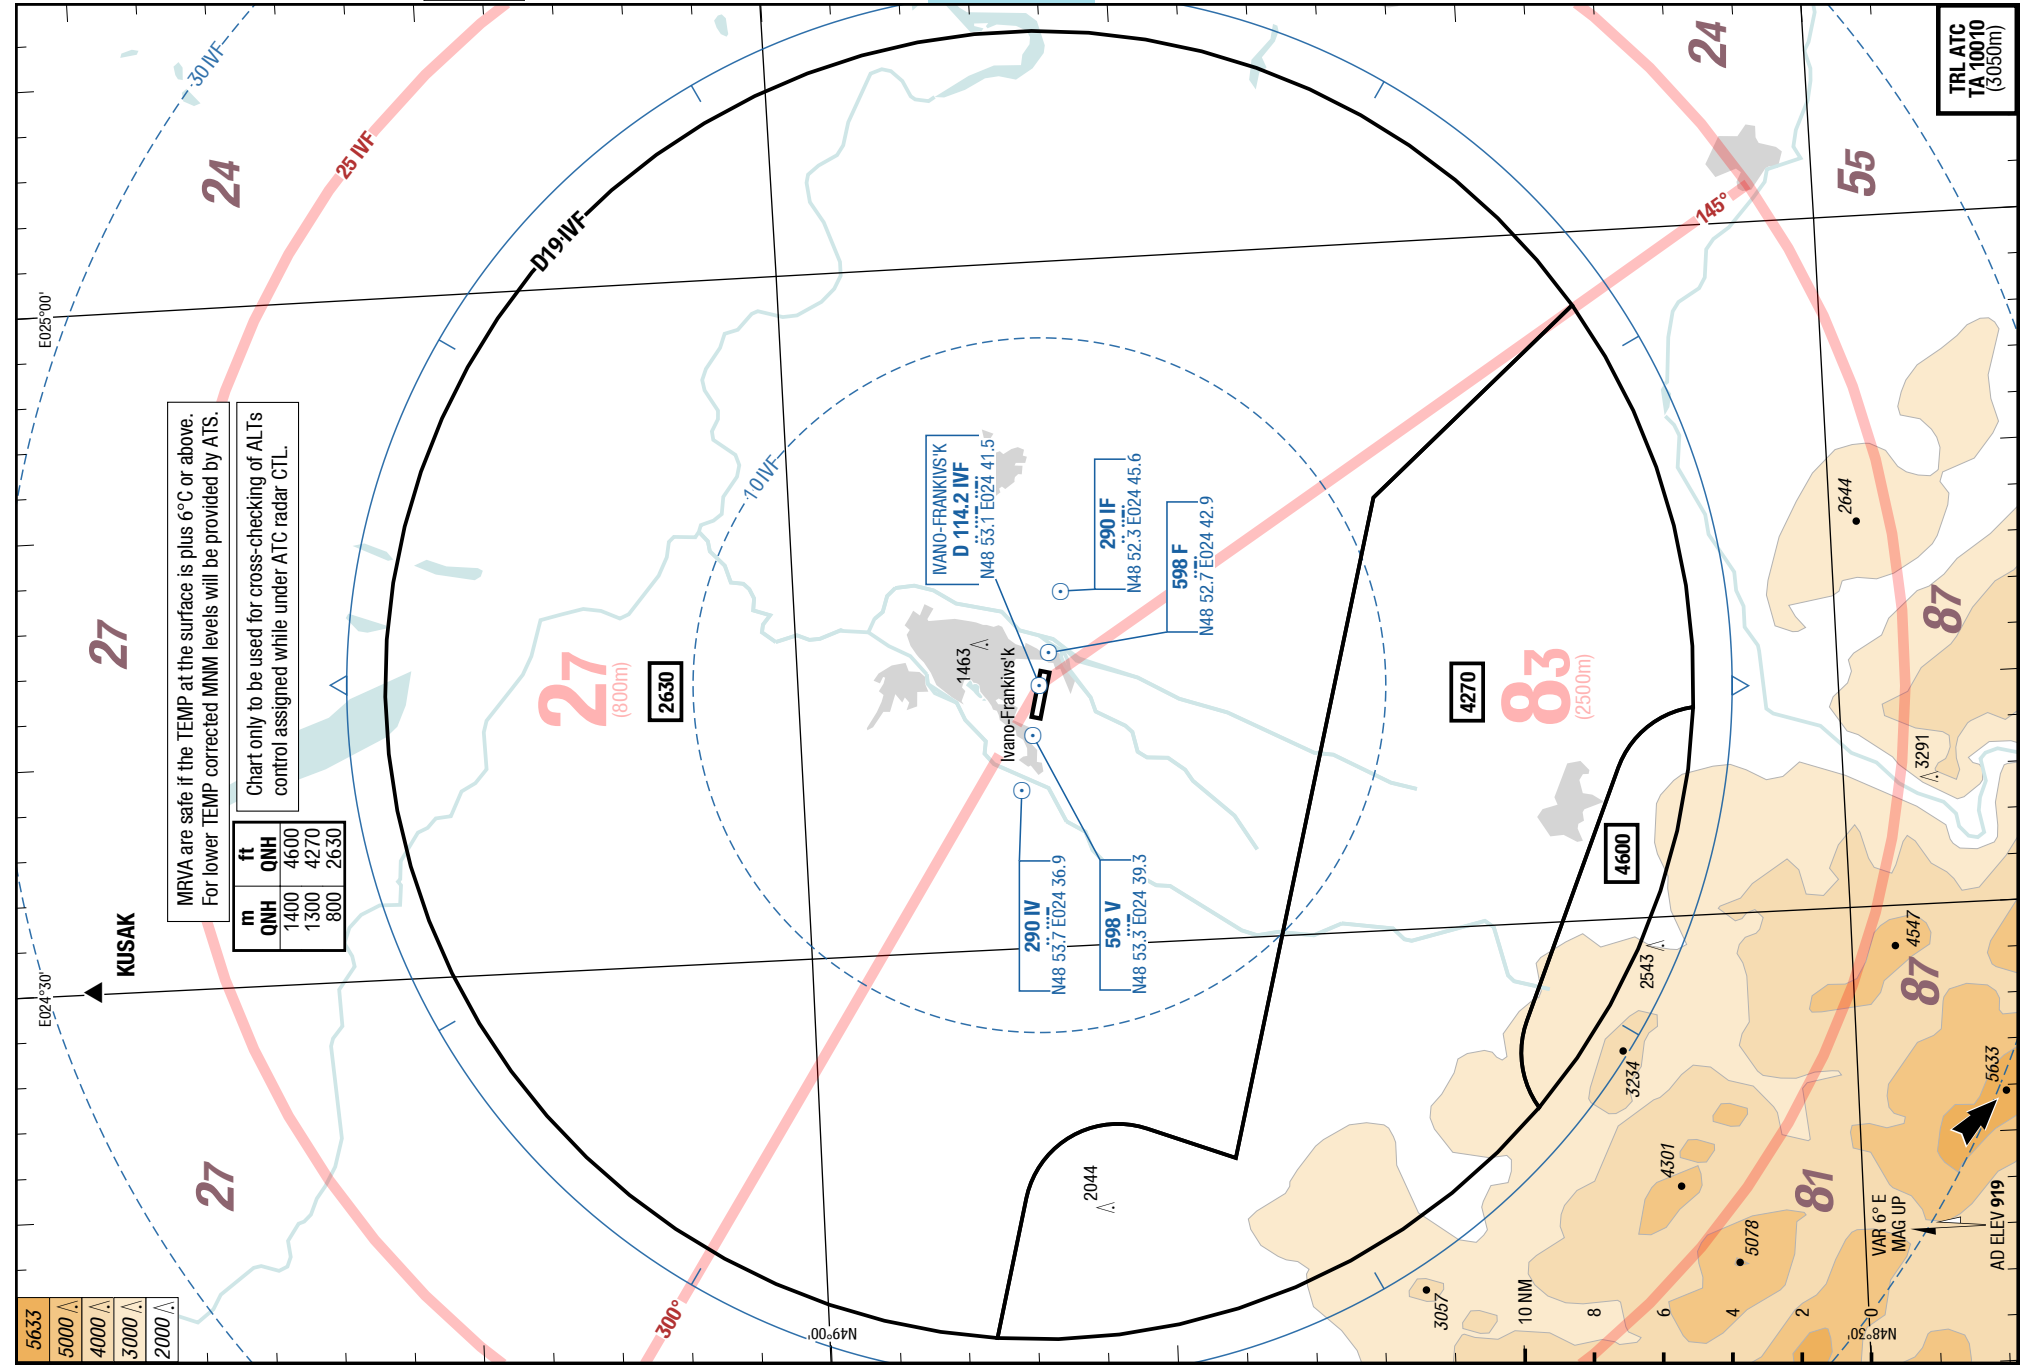 5633
5000
4000
3000
2000
TRL ATC
TA 10010
(3050m)
MRVA are safe if the TEMP at the surface is plus 6°C or above.
For lower TEMP corrected MNM levels will be provided by ATS.
Chart only to be used for cross-checking of ALTs
control assigned while under ATC radar CTL.
m ft
QNH QNH
1400 4600
1300 4270
800 2630
KUSAK
E024°30'
E025°00'
30 IVF
25 IVF
D19 IVF
10 IVF
24
24
27
27
55
87
87
81
27
(800m)
2630
83
(2500m)
4270
4600
IVANO-FRANKIVS'K
D 114.2 IVF
N48 53.1 E024 41.5
290 IF
N48 52.3 E024 45.6
598 F
N48 52.7 E024 42.9
290 IV
N48 53.7 E024 36.9
598 V
N48 53.3 E024 39.3
1463
Ivano-Frankivs'k
145°
300°
2044
2644
3291
4547
2543
3234
4301
5078
3057
5633
N49°00'
N48°30'
10 NM
8
6
4
2
0
VAR 6° E
MAG UP
AD ELEV 919